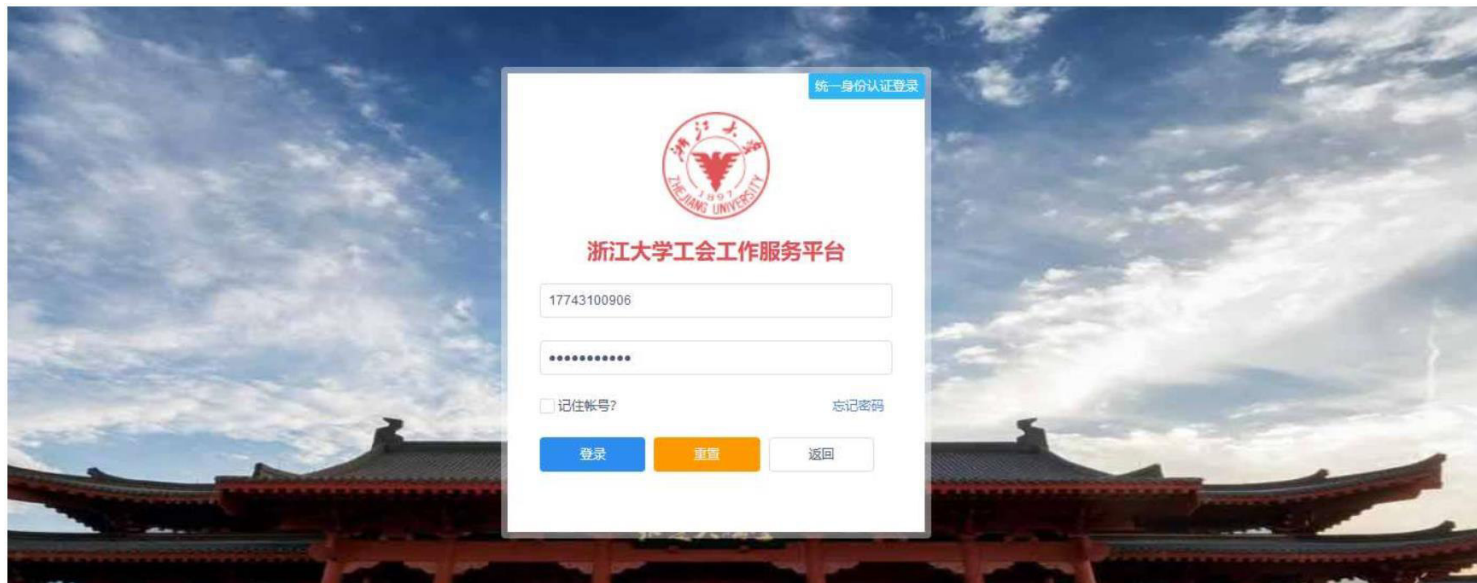 统一身份认证登录
浙江大学
ZHEJIANG UNIVERSITY
1897
浙江大学工会工作服务平台
17743100906
•••••••••••
记住帐号?
忘记密码
登录
重置
返回